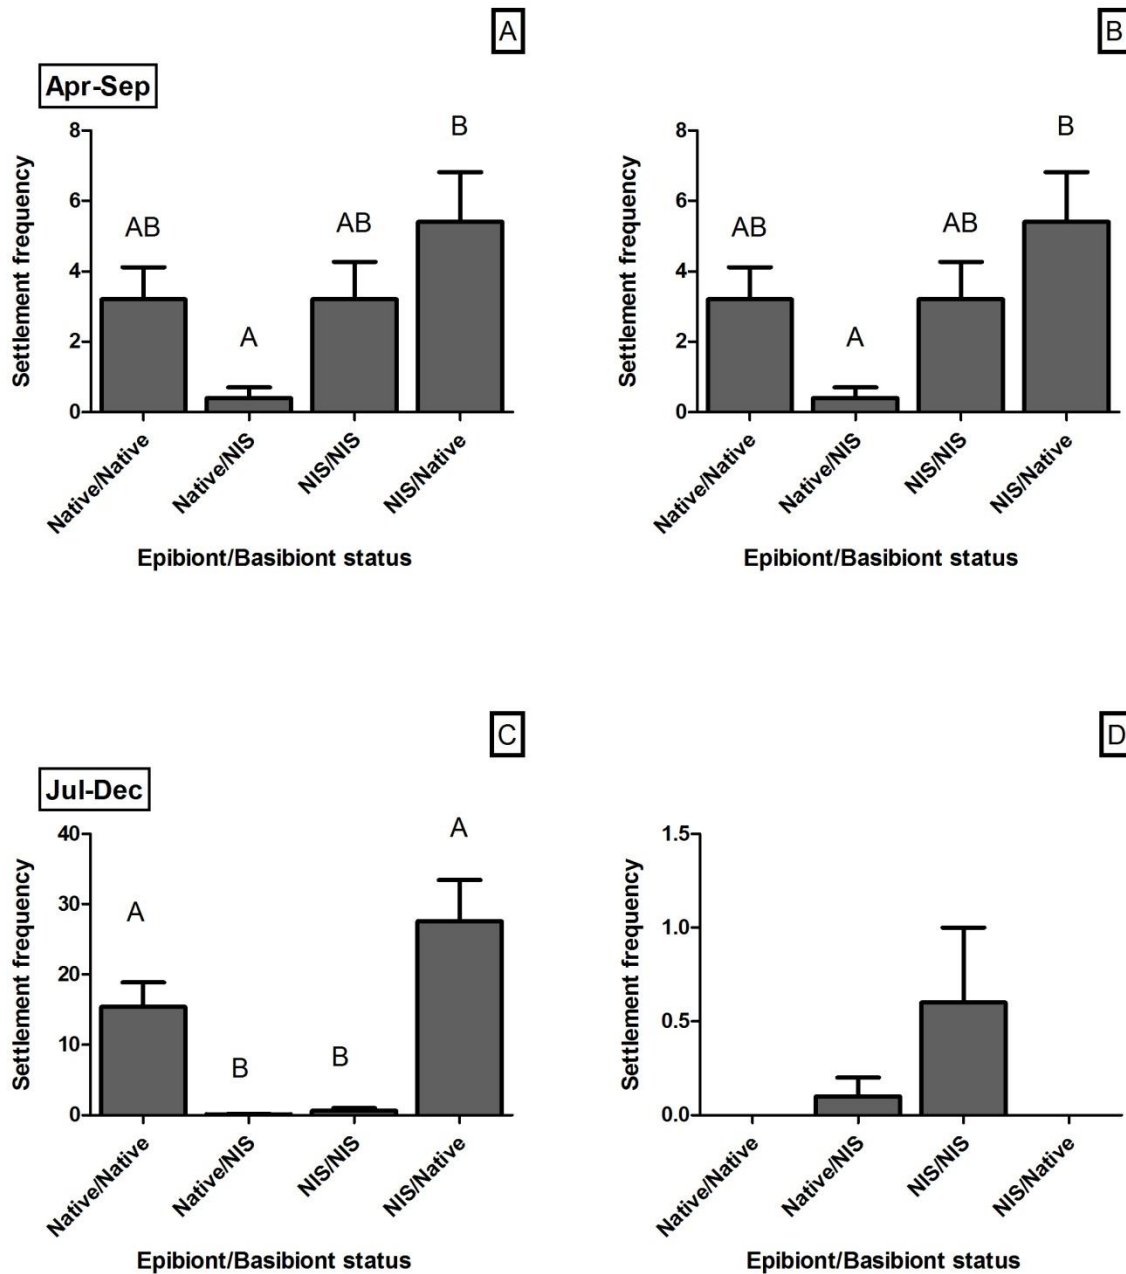 A
Apr-Sep
Settlement frequency
8
6
4
2
0
AB
A
AB
B
Native/Native
Native/NIS
NIS/NIS
NIS/Native
Epibiont/Basibiont status
B
Settlement frequency
8
6
4
2
0
AB
A
AB
B
Native/Native
Native/NIS
NIS/NIS
NIS/Native
Epibiont/Basibiont status
C
Jul-Dec
Settlement frequency
40
30
20
10
0
A
B
B
A
Native/Native
Native/NIS
NIS/NIS
NIS/Native
Epibiont/Basibiont status
D
Settlement frequency
1.5
1.0
0.5
0.0
Native/Native
Native/NIS
NIS/NIS
NIS/Native
Epibiont/Basibiont status